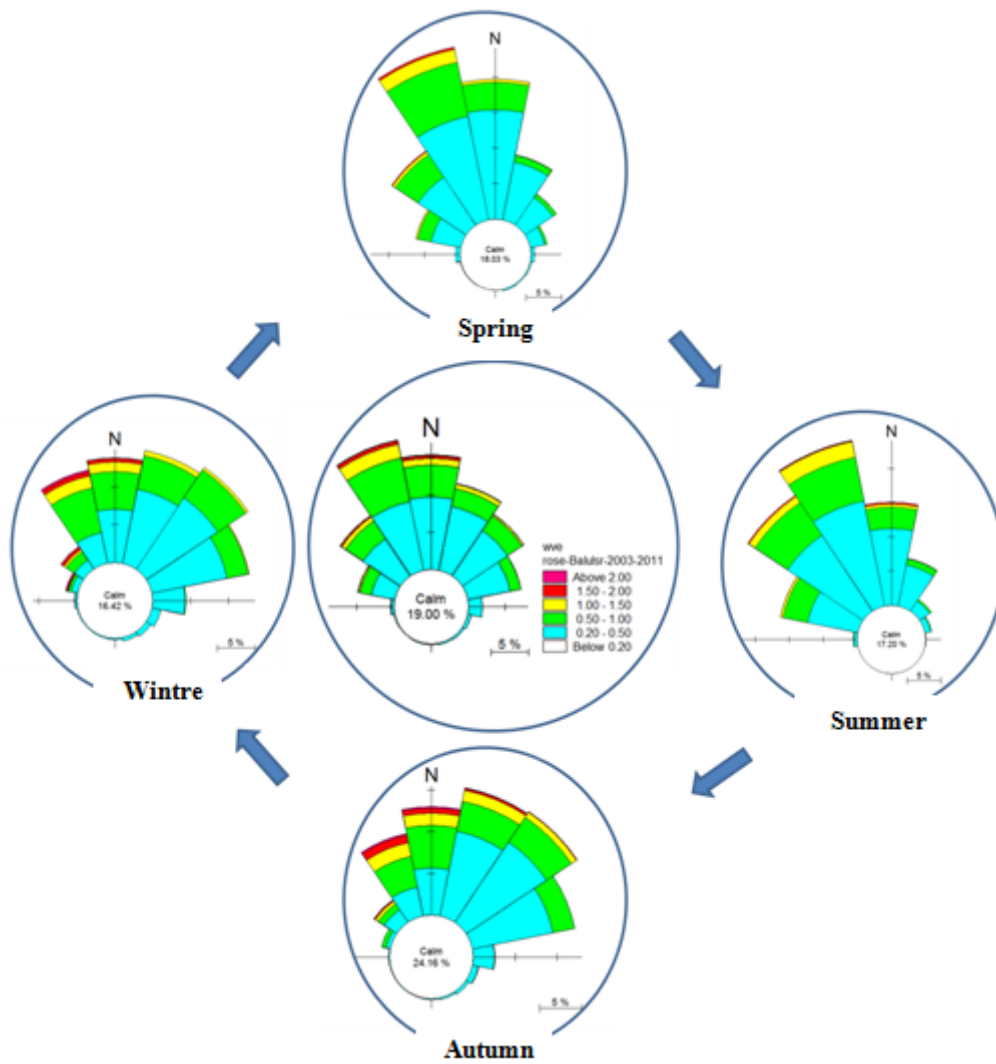 N
Calm
18.03 %
5 %
Spring
N
Calm
16.42 %
5 %
Wintre
N
Calm
19.00 %
5 %
wve
rose-Balulsr-2003-2011
Above 2.00
1.50 - 2.00
1.00 - 1.50
0.50 - 1.00
0.20 - 0.50
Below 0.20
N
Calm
17.20 %
5 %
Summer
N
Calm
24.16 %
5 %
Autumn